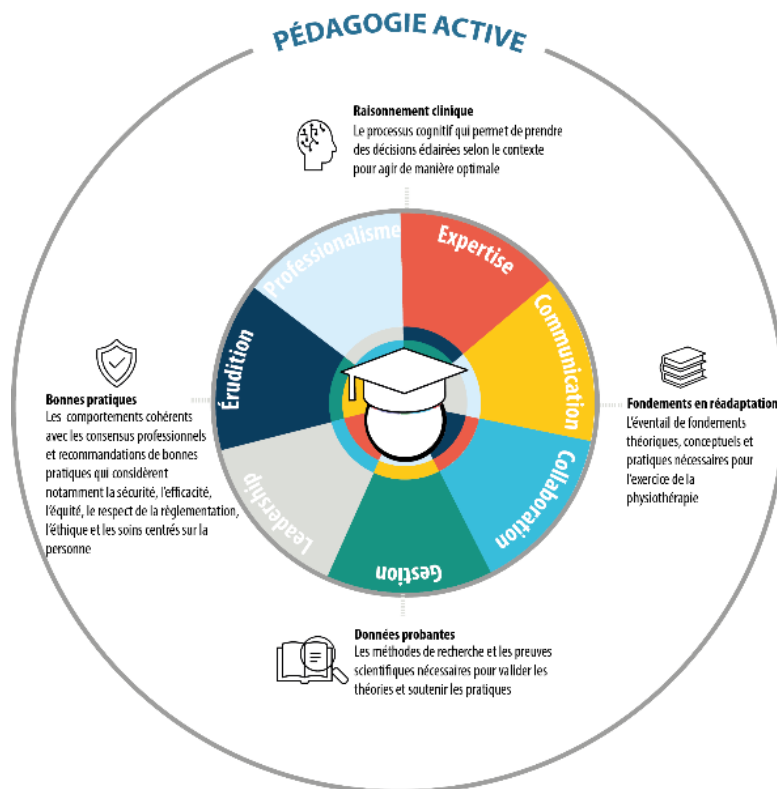 PÉDAGOGIE ACTIVE
Raisonnement clinique
Le processus cognitif qui permet de prendre
des décisions éclairées selon le contexte
pour agir de manière optimale
Professionalisme
Expertise
Communication
Collaboration
Gestion
Leadership
Érudition
Bonnes pratiques
Les comportements cohérents
avec les consensus professionnels
et recommandations de bonnes
pratiques qui considèrent
notamment la sécurité, l'efficacité,
l'équité, le respect de la règlementation,
l'éthique et les soins centrés sur la
personne
Fondements en réadaptation
L'éventail de fondements
théoriques, conceptuels et
pratiques nécessaires pour
l'exercice de la
physiothérapie
Données probantes
Les méthodes de recherche et les preuves
scientifiques nécessaires pour valider les
théories et soutenir les pratiques